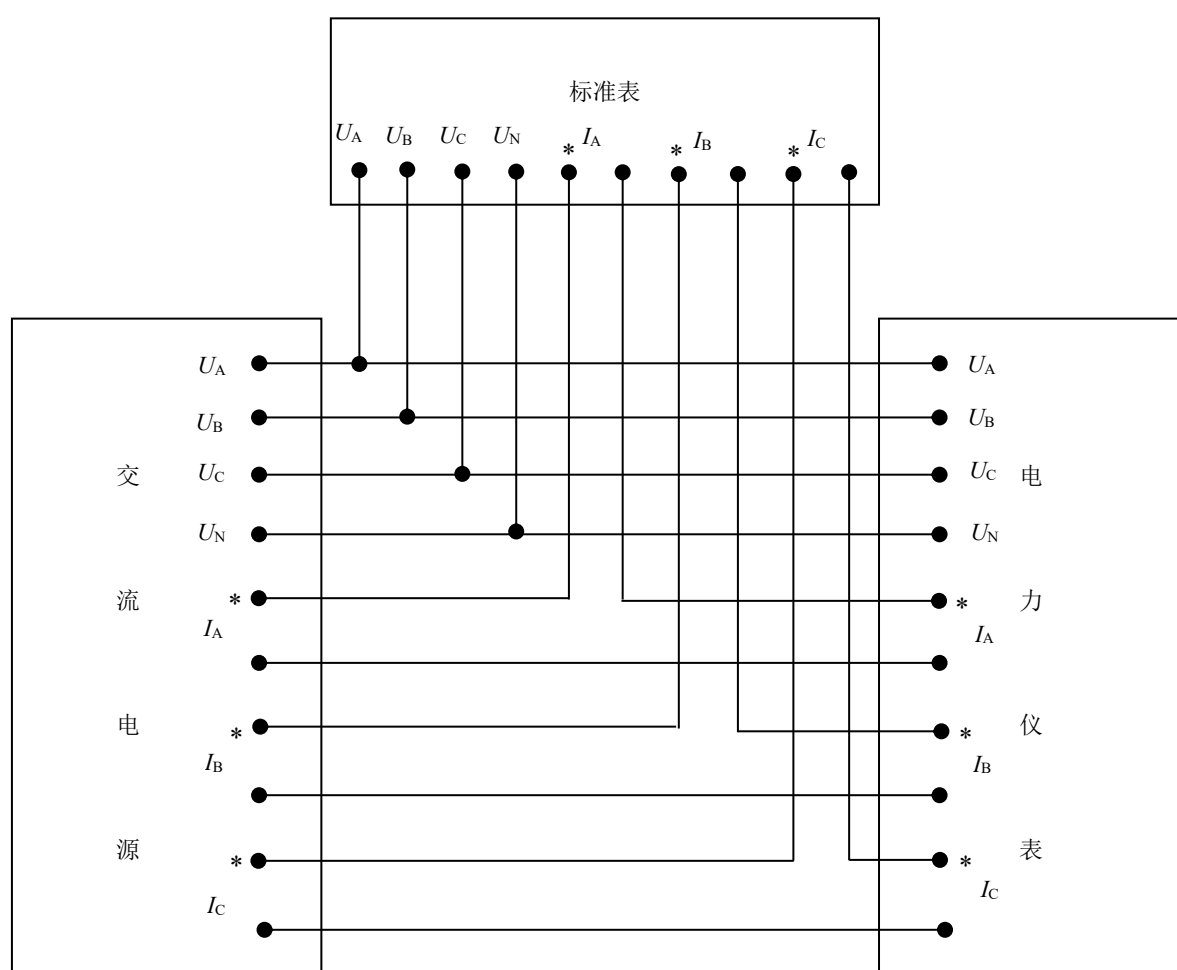 标准表
UA UB UC UN * IA * IB * IC
UA UA
UB UB
交 UC UC 电
UN UN
流 * * 力
IA IA
电 * * 仪
IB IB
源 * * 表
IC IC